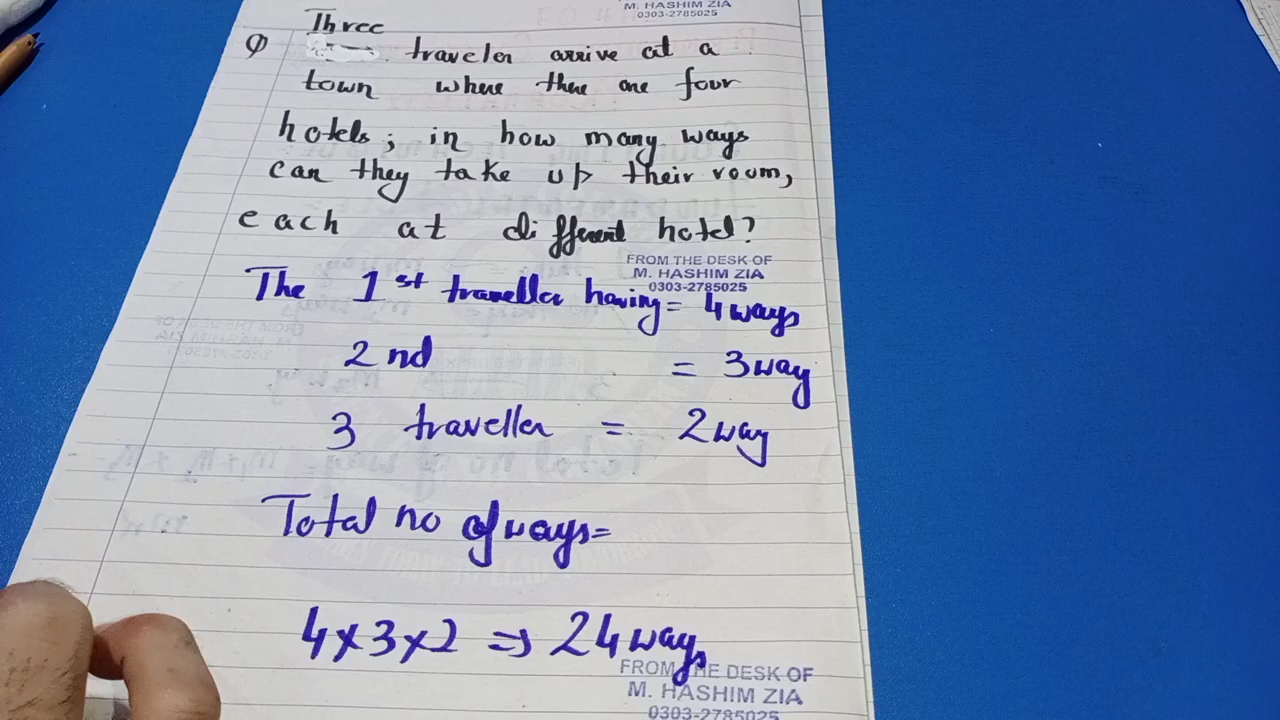 M. HASHIM ZIA
0303-2785025
Three
Q traveler arrive at a
town where there are four
hotels; in how many ways
can they take up their room,
each at different hotel?
FROM THE DESK OF
M. HASHIM ZIA
0303-2785025
The 1st traveller having = 4 ways
2nd = 3 way
3 traveller = 2 way
Total no of ways =
4 x 3 x 2 => 24 ways
FROM THE DESK OF
M. HASHIM ZIA
0303-2785025